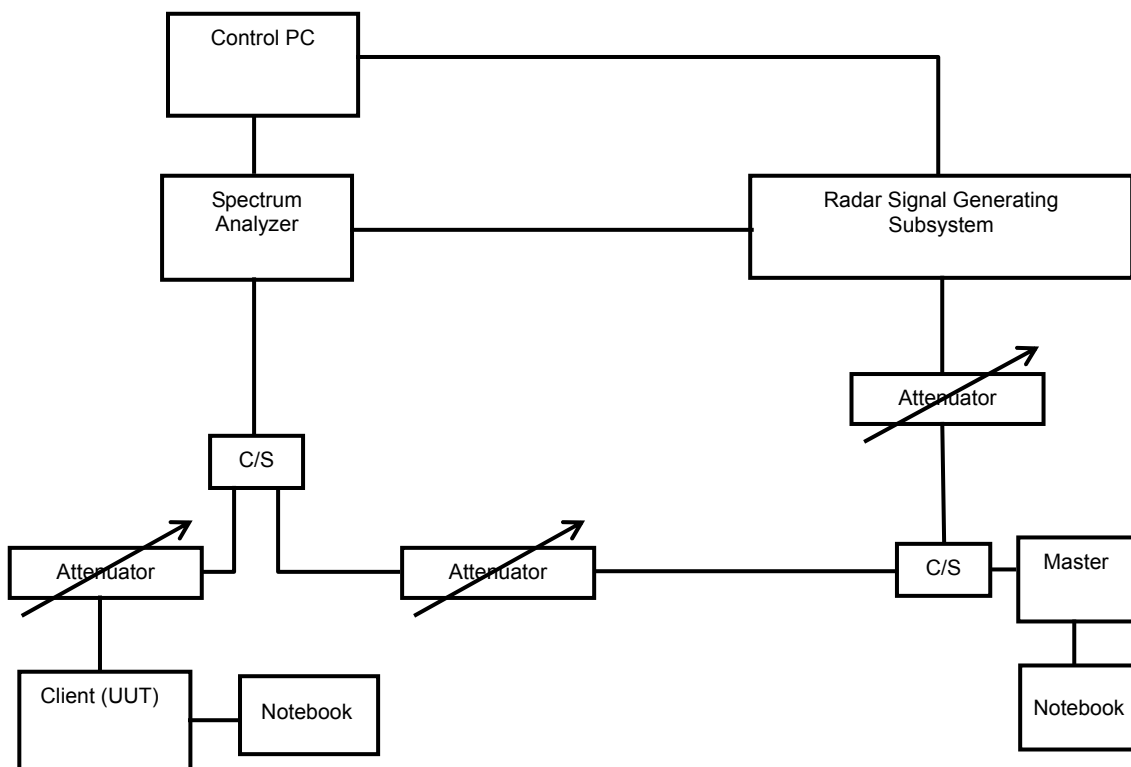 Control PC
Spectrum
Analyzer
Radar Signal Generating
Subsystem
Attenuator
C/S
Attenuator
Attenuator
C/S
Master
Client (UUT)
Notebook
Notebook